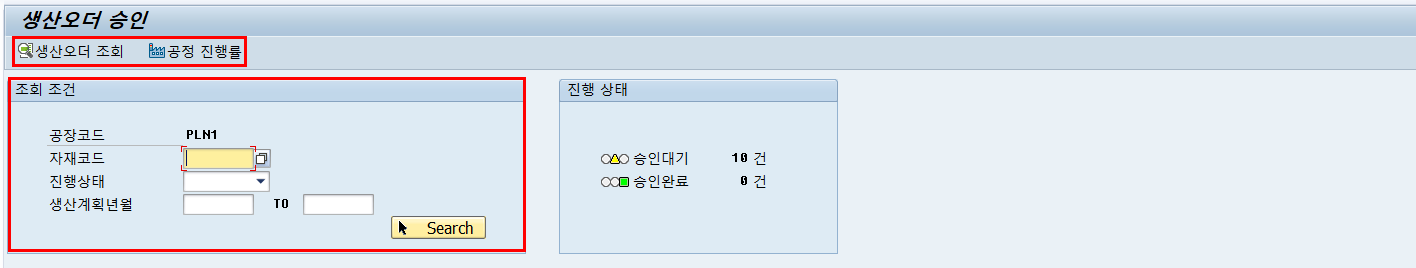 생산오더 승인
생산오더 조회 공정 진행률
조회 조건
공장코드 PLN1
자재코드
진행상태
생산계획년월 TO
Search
진행 상태
승인대기 10 건
승인완료 0 건